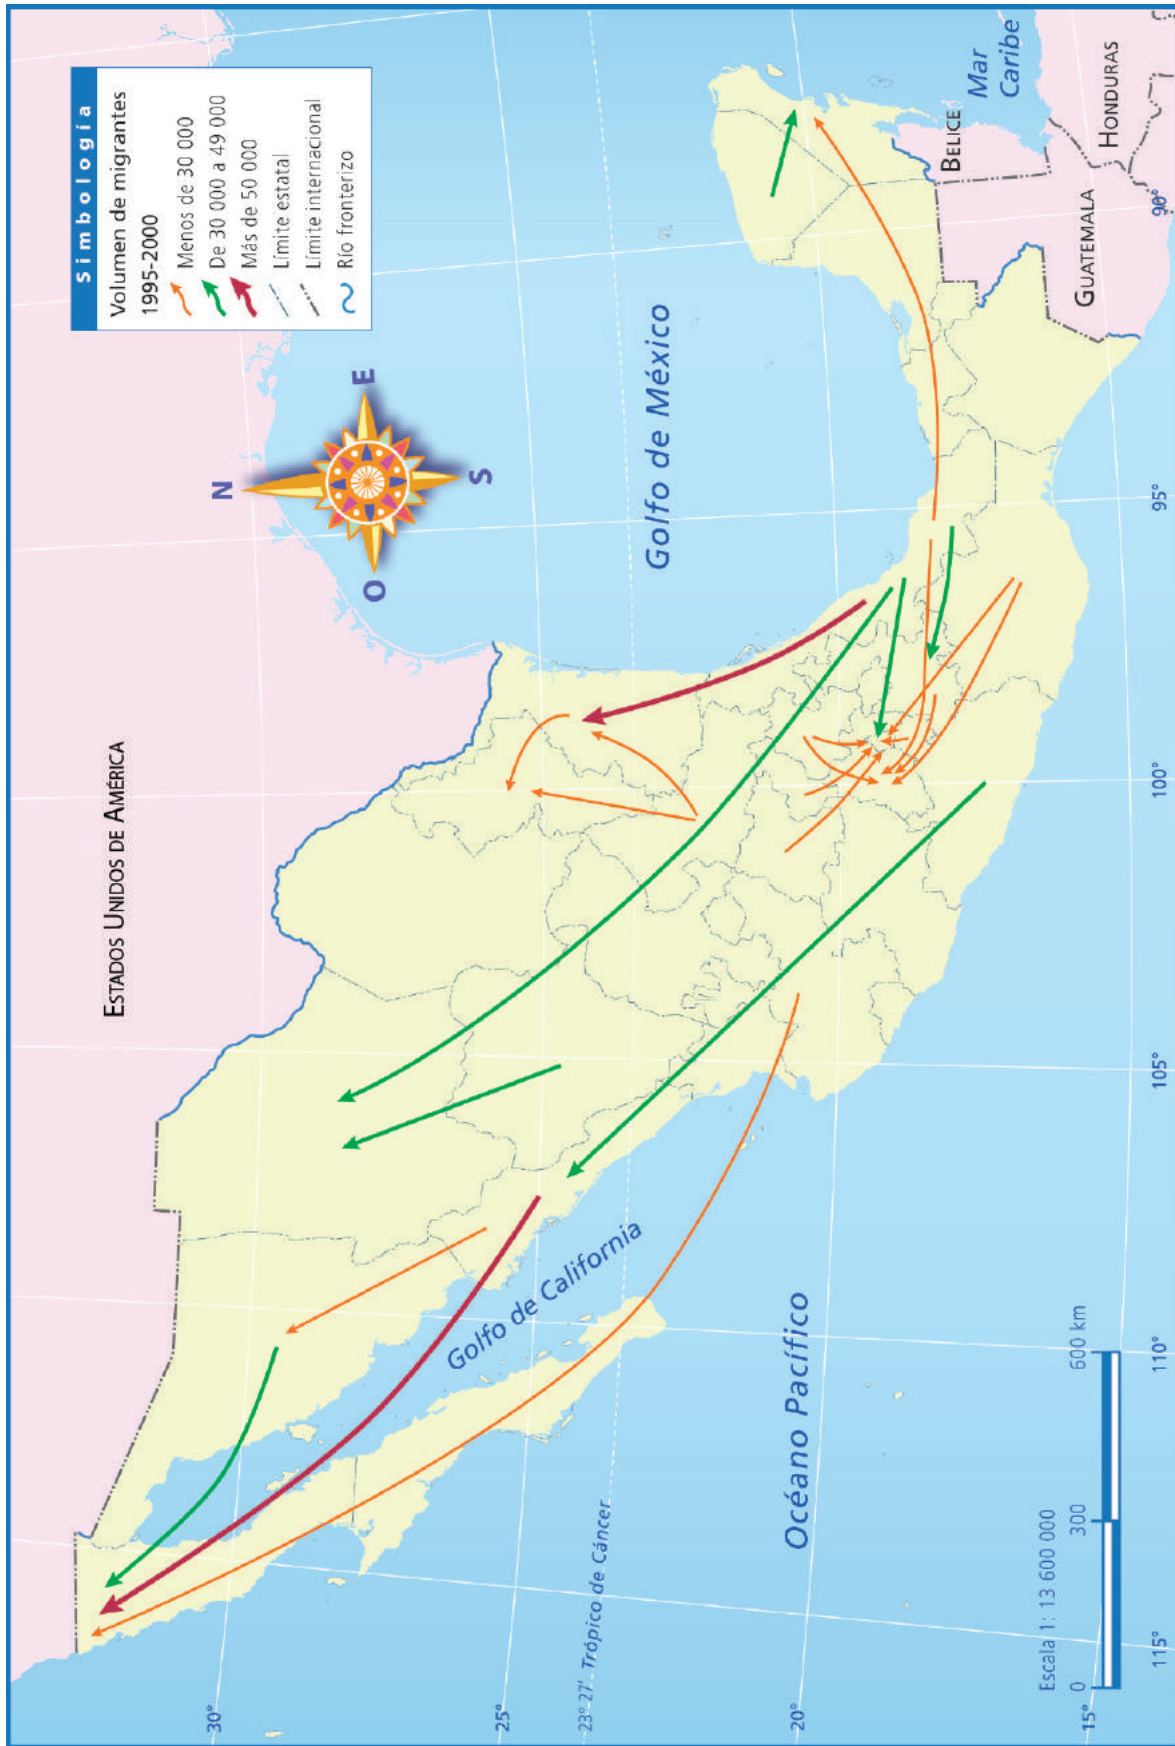 Simbología
Volumen de migrantes
1995-2000
Menos de 30 000
De 30 000 a 49 000
Más de 50 000
Límite estatal
Límite internacional
Río fronterizo
N
E
S
O
ESTADOS UNIDOS DE AMÉRICA
Golfo de México
Golfo de California
Océano Pacífico
Mar
Caribe
BELICE
GUATEMALA
HONDURAS
23° 27' Trópico de Cáncer
30°
25°
20°
15°
115°
110°
105°
100°
95°
90°
Escala 1 : 13 600 000
0
300
600 km